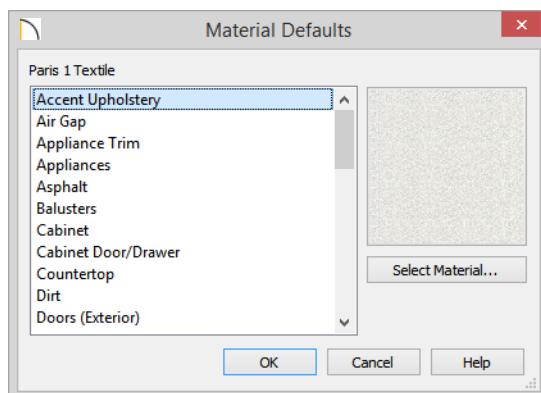 Material Defaults
Paris 1 Textile
Accent Upholstery
Air Gap
Appliance Trim
Appliances
Asphalt
Balusters
Cabinet
Cabinet Door/Drawer
Countertop
Dirt
Doors (Exterior)
Select Material...
OK
Cancel
Help